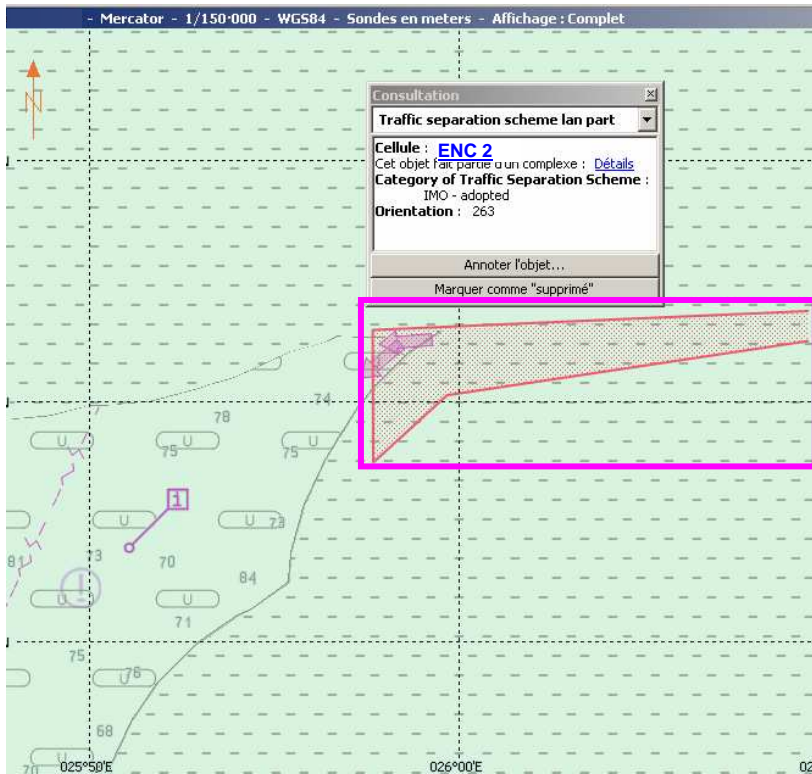 - Mercator - 1/150·000 - WGS84 - Sondes en meters - Affichage : Complet
N
Consultation
Traffic separation scheme lan part
Cellule : ENC 2
Cet objet fait partie d'un complexe : Détails
Category of Traffic Separation Scheme :
IMO - adopted
Orientation : 263
Annoter l'objet...
Marquer comme "supprimé"
74
78
U
75
U
U
75
1
U
U
73
81
73
70
84
U
U
71
75
U
76
68
U
70
025°50'E
026°00'E
02